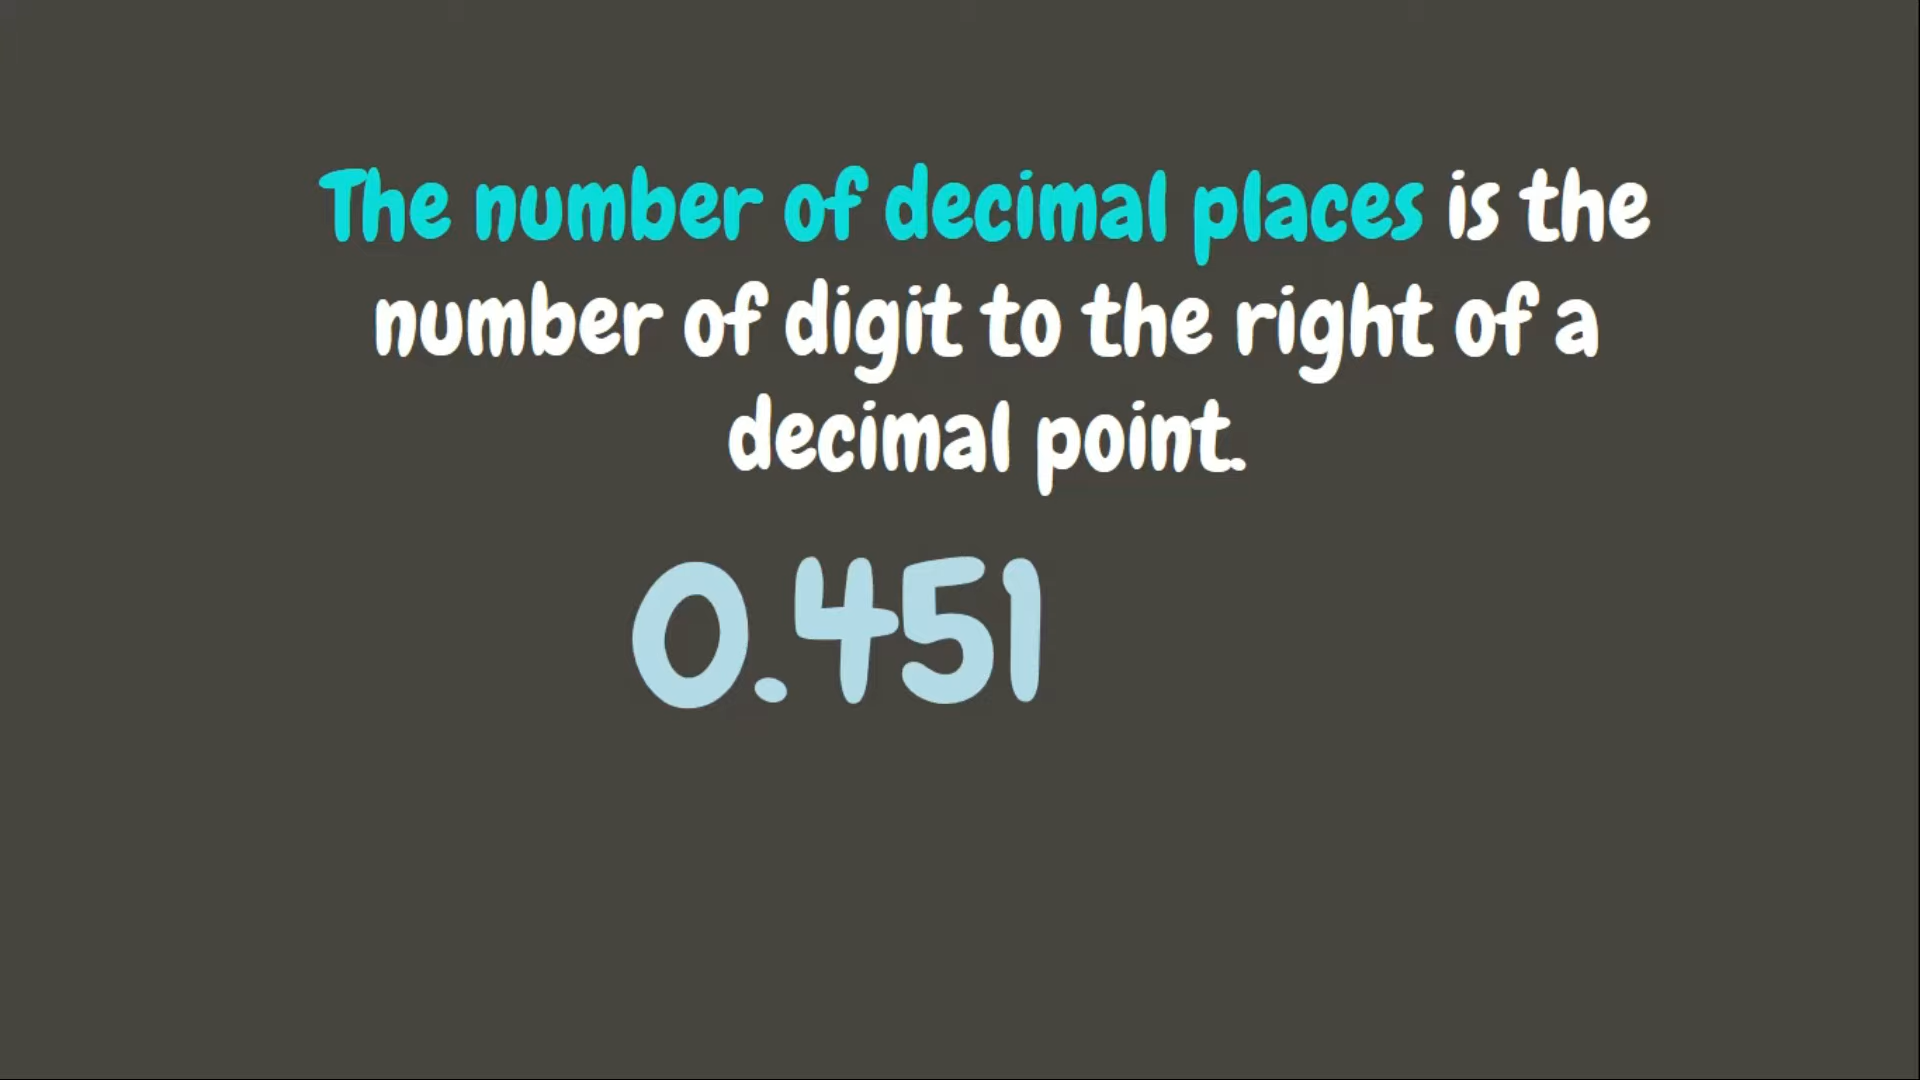 The number of decimal places is the
number of digit to the right of a
decimal point.
0.451